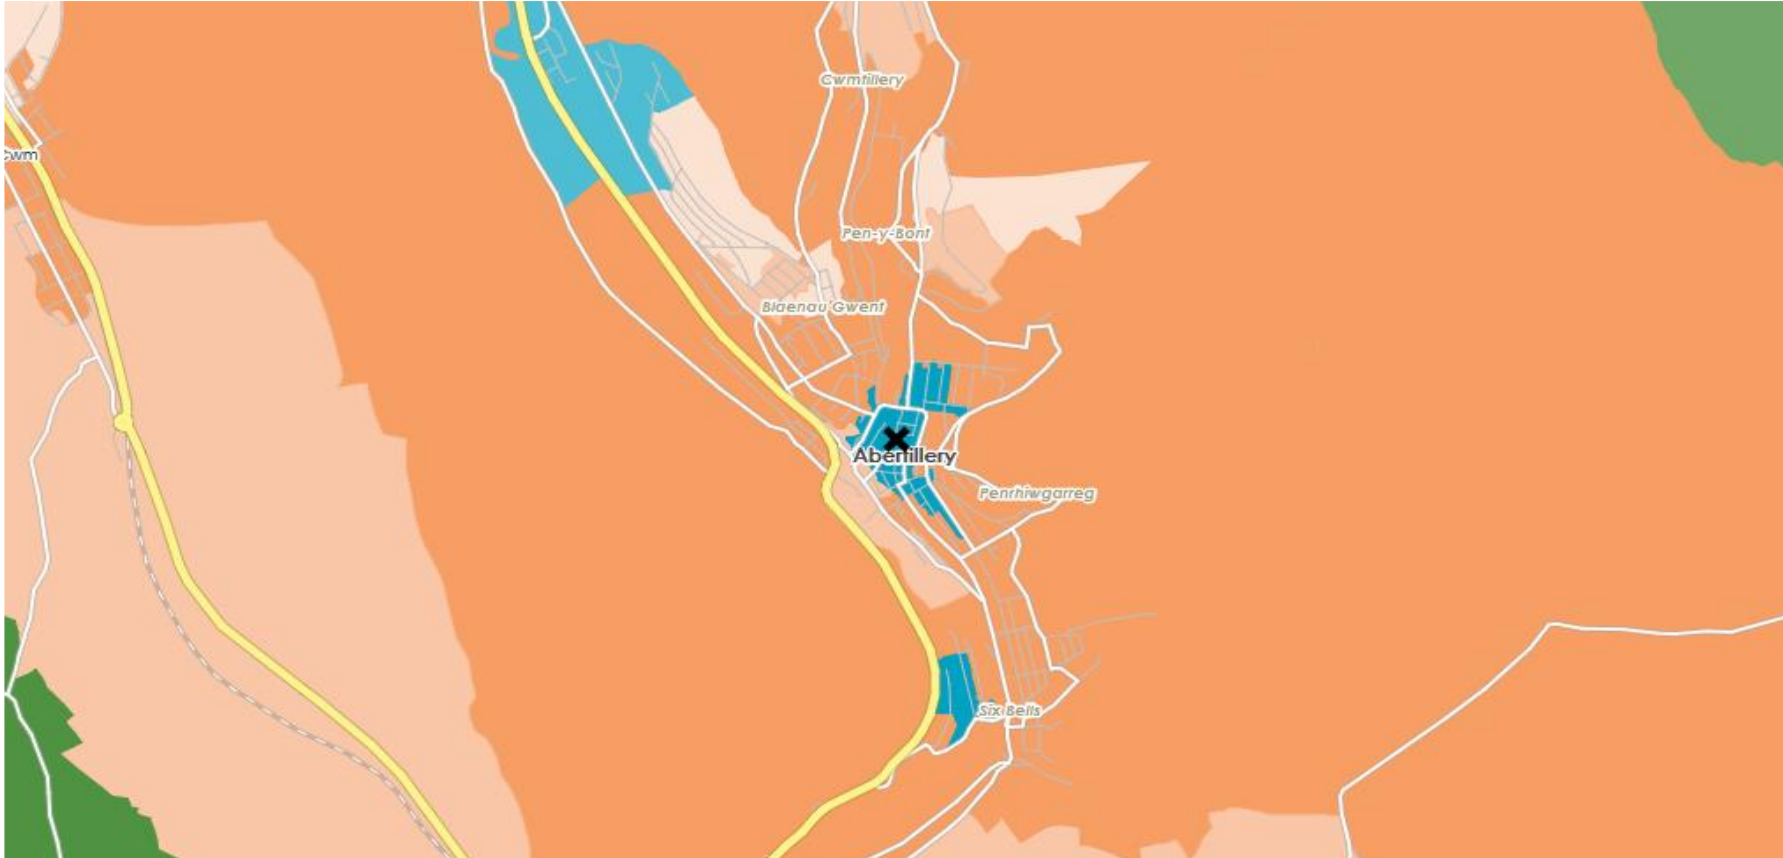 Cwmtillery
Cwm
Pen-y-Bont
Blaenau Gwent
Abertillery
Penrhiwgarreg
Six Bells